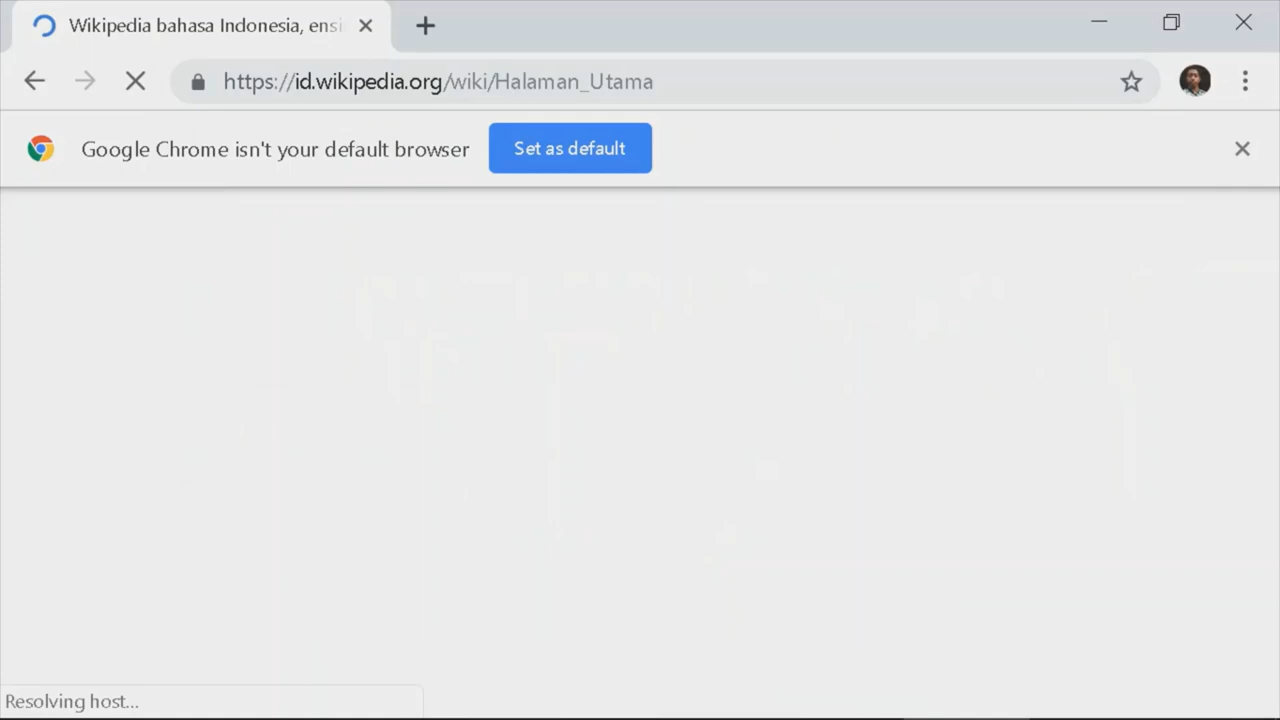 Wikipedia bahasa Indonesia, ensi
https://id.wikipedia.org/wiki/Halaman_Utama
Google Chrome isn't your default browser Set as default
Resolving host...